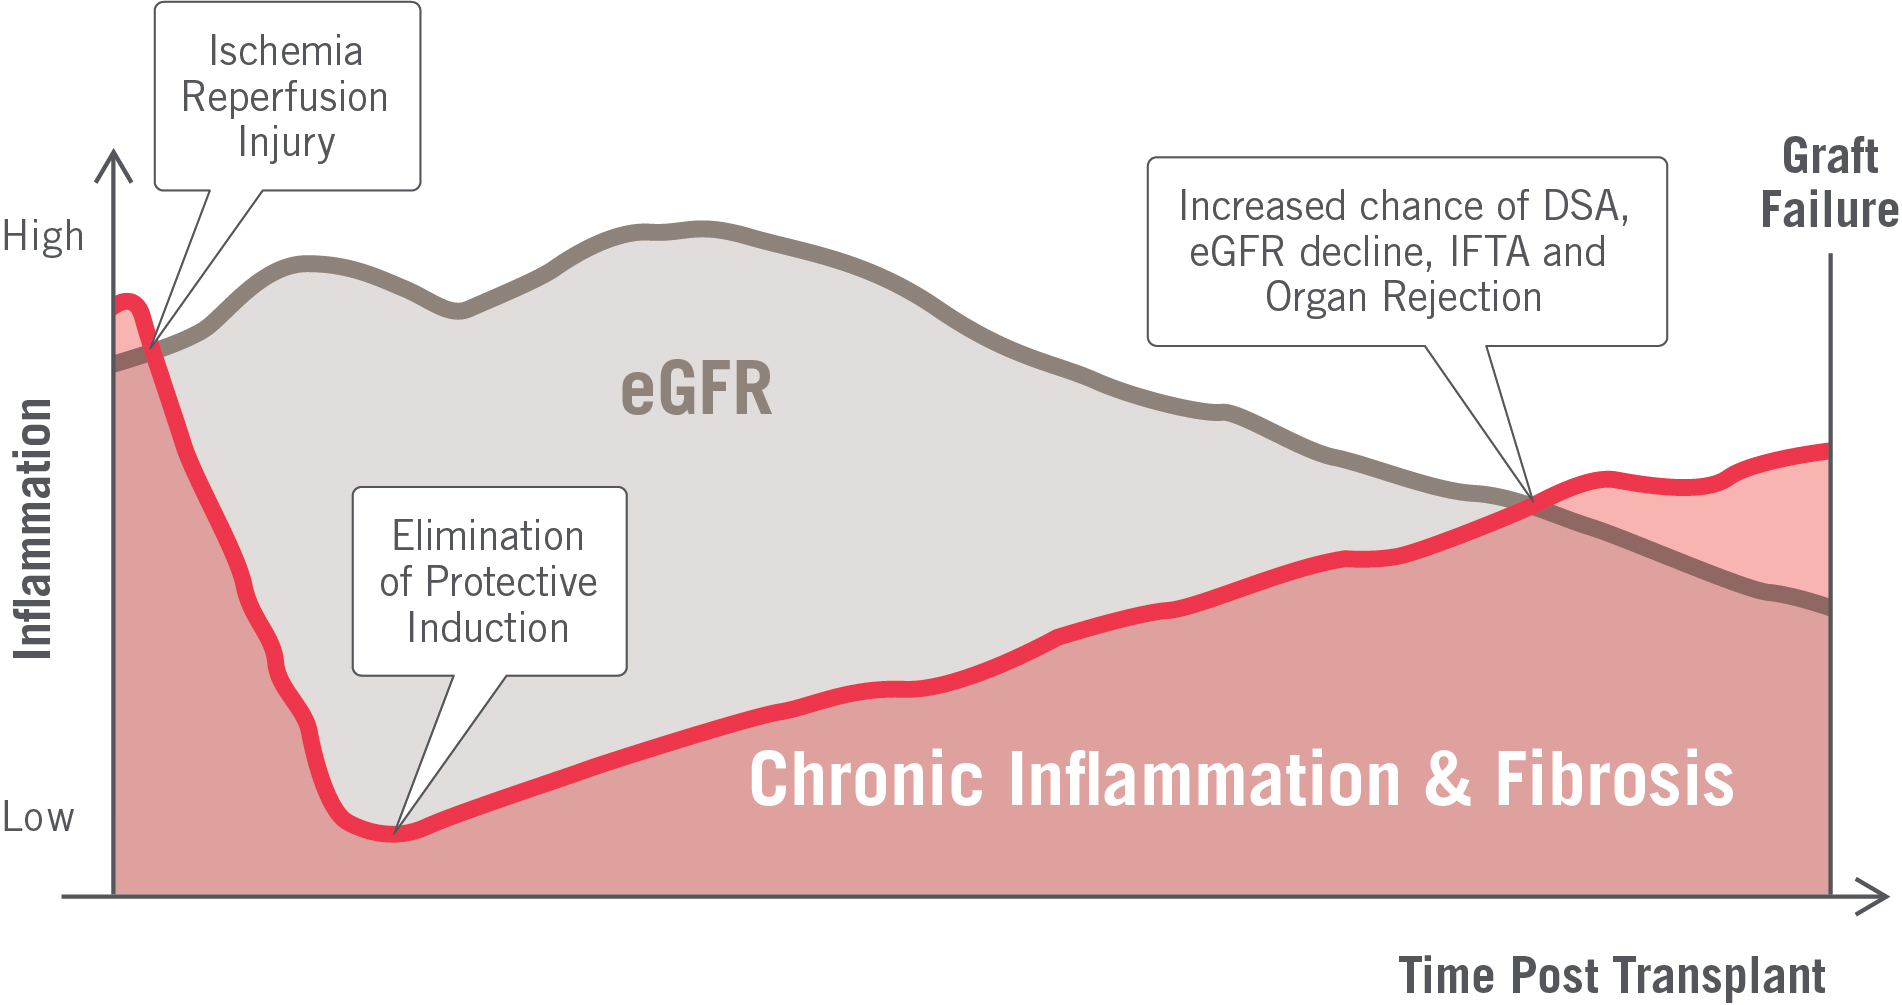 Ischemia
Reperfusion
Injury
High
Graft
Failure
Increased chance of DSA,
eGFR decline, IFTA and
Organ Rejection
eGFR
Inflammation
Elimination
of Protective
Induction
Chronic Inflammation & Fibrosis
Low
Time Post Transplant